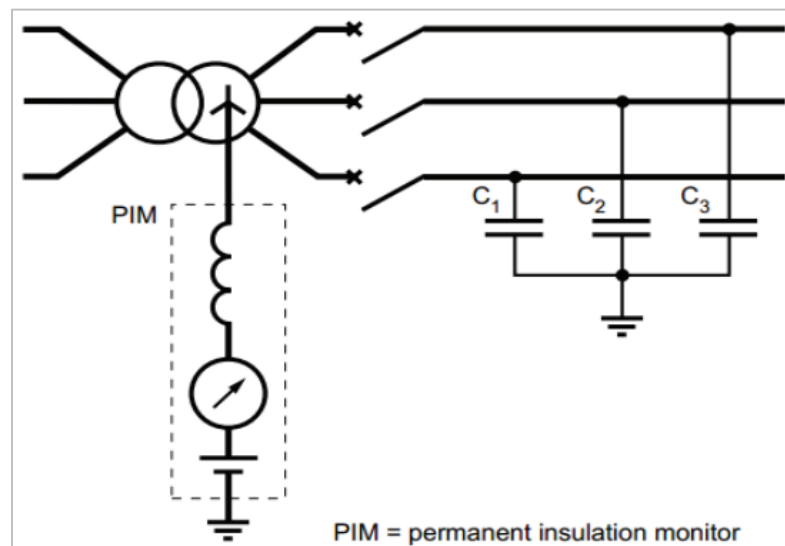 PIM
C1 C2 C3
PIM = permanent insulation monitor